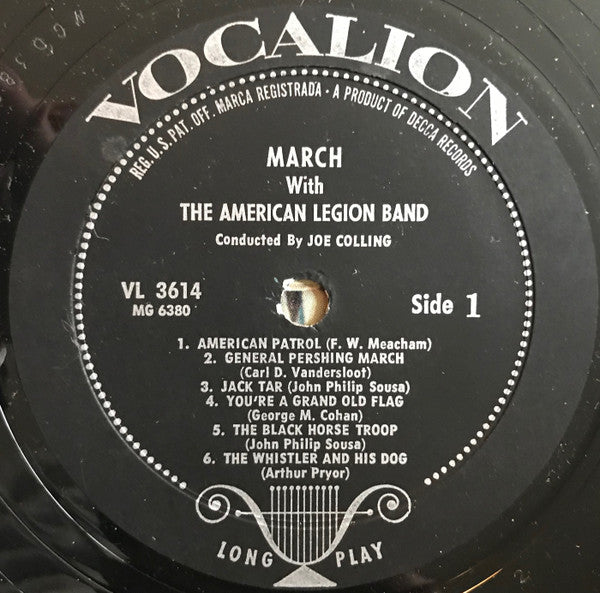 VOCALION
REG. U.S. PAT. OFF. MARCA REGISTRADA • A PRODUCT OF DECCA RECORDS
MARCH
With
THE AMERICAN LEGION BAND
Conducted By JOE COLLING
VL 3614
MG 6380
Side 1
1. AMERICAN PATROL (F. W. Meacham)
2. GENERAL PERSHING MARCH
(Carl D. Vandersloot)
3. JACK TAR (John Philip Sousa)
4. YOU'RE A GRAND OLD FLAG
(George M. Cohan)
5. THE BLACK HORSE TROOP
(John Philip Sousa)
6. THE WHISTLER AND HIS DOG
(Arthur Pryor)
LONG PLAY